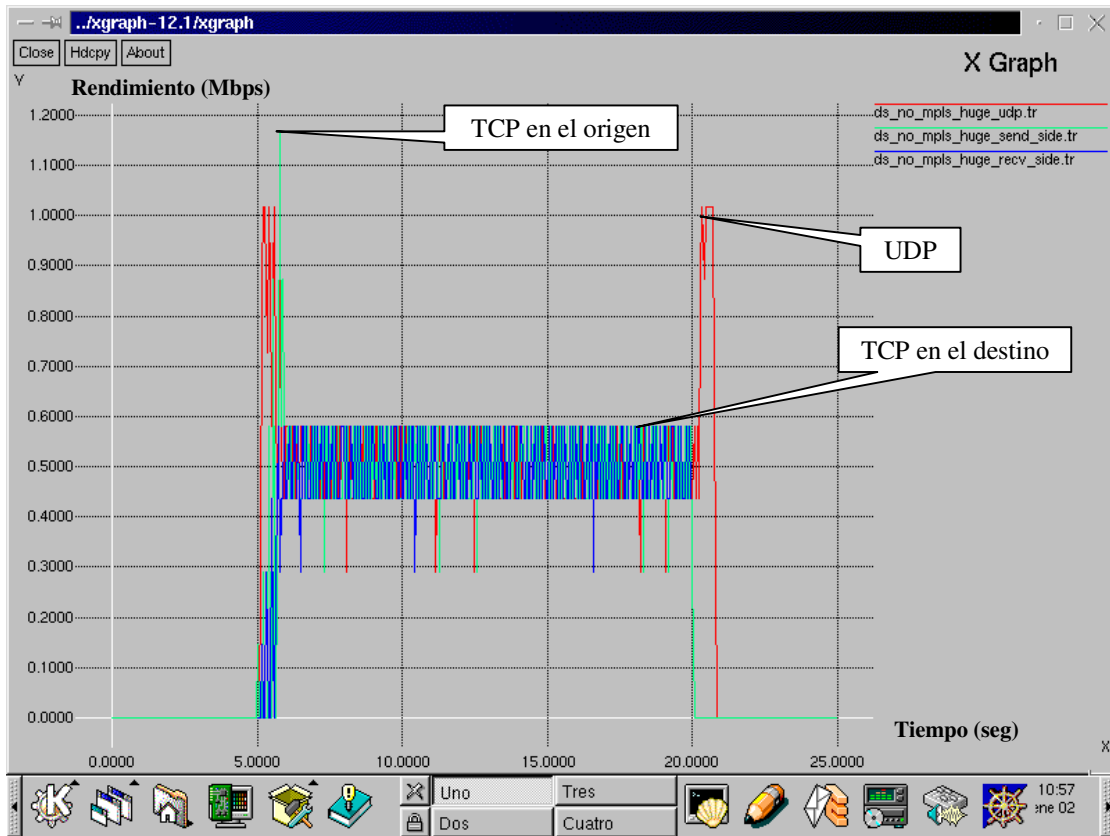 ../xgraph-12.1/xgraph
Close Hdcpy About
X Graph
Y
Rendimiento (Mbps)
ds_no_mpls_huge_udp.tr
ds_no_mpls_huge_send_side.tr
ds_no_mpls_huge_recv_side.tr
TCP en el origen
UDP
TCP en el destino
1.2000
1.1000
1.0000
0.9000
0.8000
0.7000
0.6000
0.5000
0.4000
0.3000
0.2000
0.1000
0.0000
Tiempo (seg)
X
0.0000 5.0000 10.0000 15.0000 20.0000 25.0000
Uno Tres
Dos Cuatro
10:57
ene 02